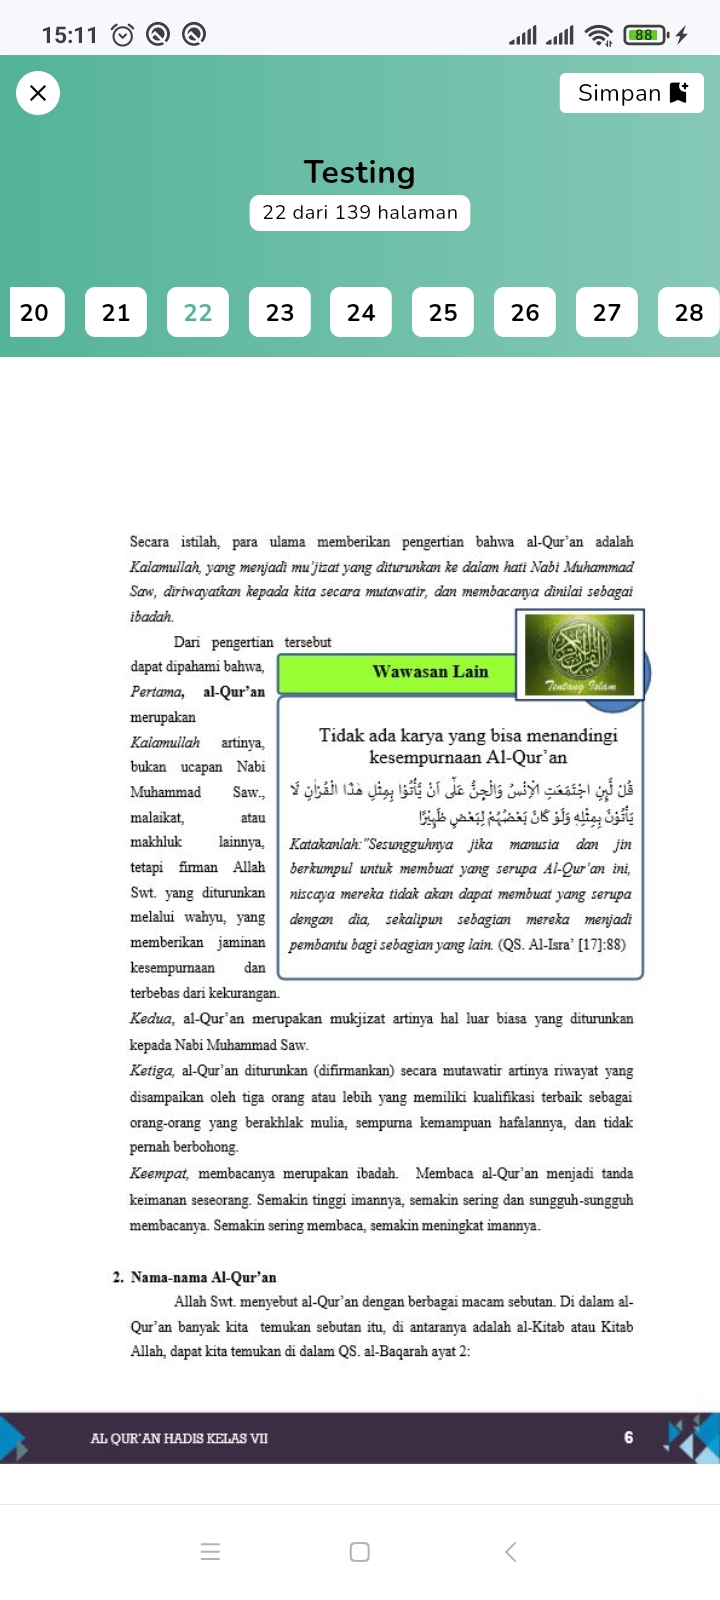 15:11
88
Simpan
Testing
22 dari 139 halaman
20 21 22 23 24 25 26 27 28
Secara istilah, para ulama memberikan pengertian bahwa al-Qur’an adalah
Kalamullah, yang menjadi mu’jizat yang diturunkan ke dalam hati Nabi Muhammad
Saw, diriwayatkan kepada kita secara mutawatir, dan membacanya dinilai sebagai
ibadah.
Dari pengertian tersebut
dapat dipahami bahwa,
Pertama, al-Qur’an
merupakan
Kalamullah artinya,
bukan ucapan Nabi
Muhammad Saw.,
malaikat, atau
makhluk lainnya,
tetapi firman Allah
Swt. yang diturunkan
melalui wahyu, yang
memberikan jaminan
kesempurnaan dan
terbebas dari kekurangan.
Wawasan Lain
Tentang Islam
Tidak ada karya yang bisa menandingi
kesempurnaan Al-Qur’an
قُلْ لَّىِٕنِ اجْتَمَعَتِ الْاِنْسُ وَالْجِنُّ عَلٰٓى اَنْ يَّأْتُوْا بِمِثْلِ هٰذَا الْقُرْاٰنِ لَا
يَأْتُوْنَ بِمِثْلِهٖ وَلَوْ كَانَ بَعْضُهُمْ لِبَعْضٍ ظَهِيْرًا
Katakanlah:"Sesungguhnya jika manusia dan jin
berkumpul untuk membuat yang serupa Al-Qur’an ini,
niscaya mereka tidak akan dapat membuat yang serupa
dengan dia, sekalipun sebagian mereka menjadi
pembantu bagi sebagian yang lain. (QS. Al-Isra’ [17]:88)
Kedua, al-Qur’an merupakan mukjizat artinya hal luar biasa yang diturunkan
kepada Nabi Muhammad Saw.
Ketiga, al-Qur’an diturunkan (difirmankan) secara mutawatir artinya riwayat yang
disampaikan oleh tiga orang atau lebih yang memiliki kualifikasi terbaik sebagai
orang-orang yang berakhlak mulia, sempurna kemampuan hafalannya, dan tidak
pernah berbohong.
Keempat, membacanya merupakan ibadah. Membaca al-Qur’an menjadi tanda
keimanan seseorang. Semakin tinggi imannya, semakin sering dan sungguh-sungguh
membacanya. Semakin sering membaca, semakin meningkat imannya.
2. Nama-nama Al-Qur’an
Allah Swt. menyebut al-Qur’an dengan berbagai macam sebutan. Di dalam al-
Qur’an banyak kita temukan sebutan itu, di antaranya adalah al-Kitab atau Kitab
Allah, dapat kita temukan di dalam QS. al-Baqarah ayat 2:
AL QUR’AN HADIS KELAS VII
6